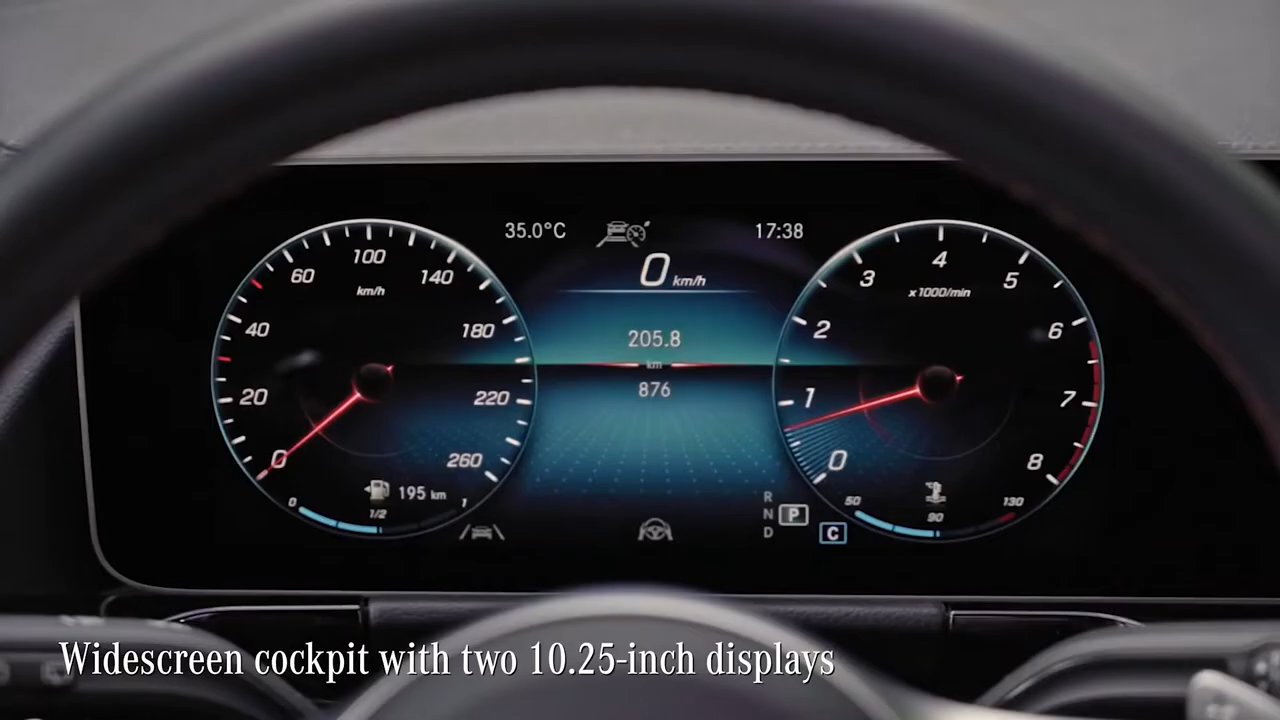 35.0°C 17:38
0 km/h
205.8
km
876
0 20 40 60 100 140 180 220 260
km/h
195 km
0 1/2 1
0 1 2 3 4 5 6 7 8
x1000/min
50 90 130
R
N P
D
C
Widescreen cockpit with two 10.25-inch displays